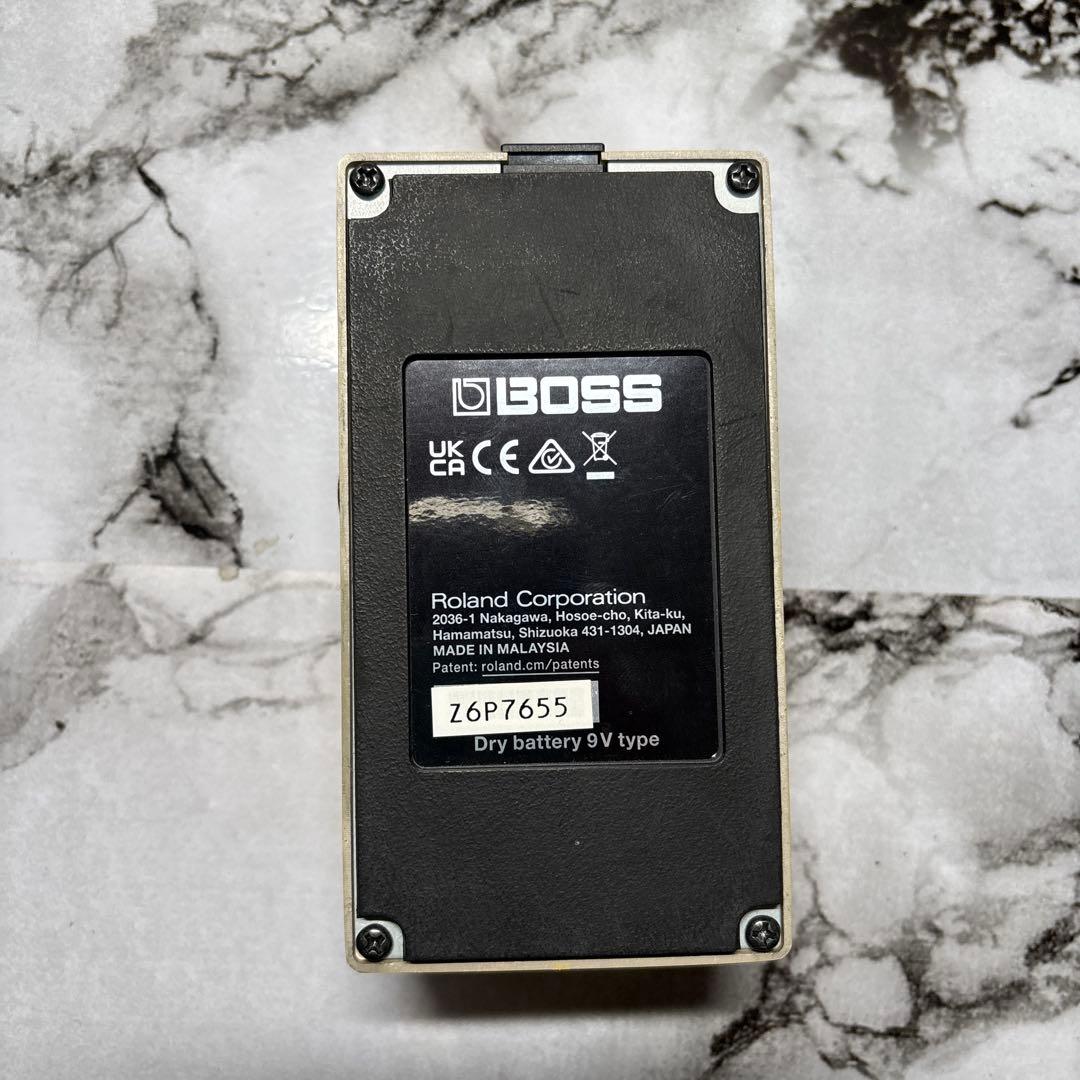 BOSS
UK
CA CE
Roland Corporation
2036-1 Nakagawa, Hosoe-cho, Kita-ku,
Hamamatsu, Shizuoka 431-1304, JAPAN
MADE IN MALAYSIA
Patent: roland.cm/patents
Z6P7655
Dry battery 9V type